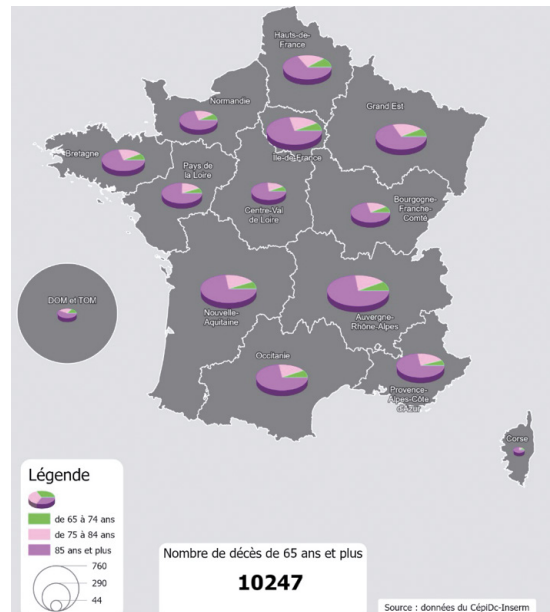 Hauts-de-
France
Normandie
Grand Est
Ile-de-France
Bretagne
Pays de
la Loire
Centre-Val
de Loire
Bourgogne-
Franche-
Comté
DOM et TOM
Nouvelle-
Aquitaine
Auvergne-
Rhône-Alpes
Occitanie
Provence-
Alpes-Côte
d'Azur
Corse
Légende
de 65 à 74 ans
de 75 à 84 ans
85 ans et plus
760
290
44
Nombre de décès de 65 ans et plus
10247
Source : données du CépiDc-Inserm